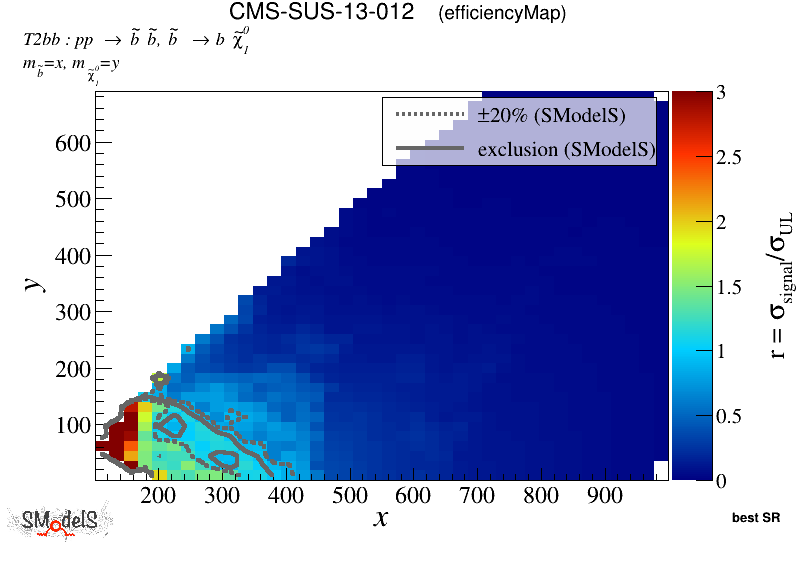 CMS-SUS-13-012 (efficiencyMap)
T2bb : pp → b̃ b̃, b̃ → b χ̃⁰₁
m_b̃=x, m_χ̃⁰₁=y
±20% (SModelS)
exclusion (SModelS)
600
500
400
300
200
100
y
200 300 400 500 600 700 800 900
x
3
2.5
2
1.5
1
0.5
0
r = σ_signal/σ_UL
SModelS
best SR